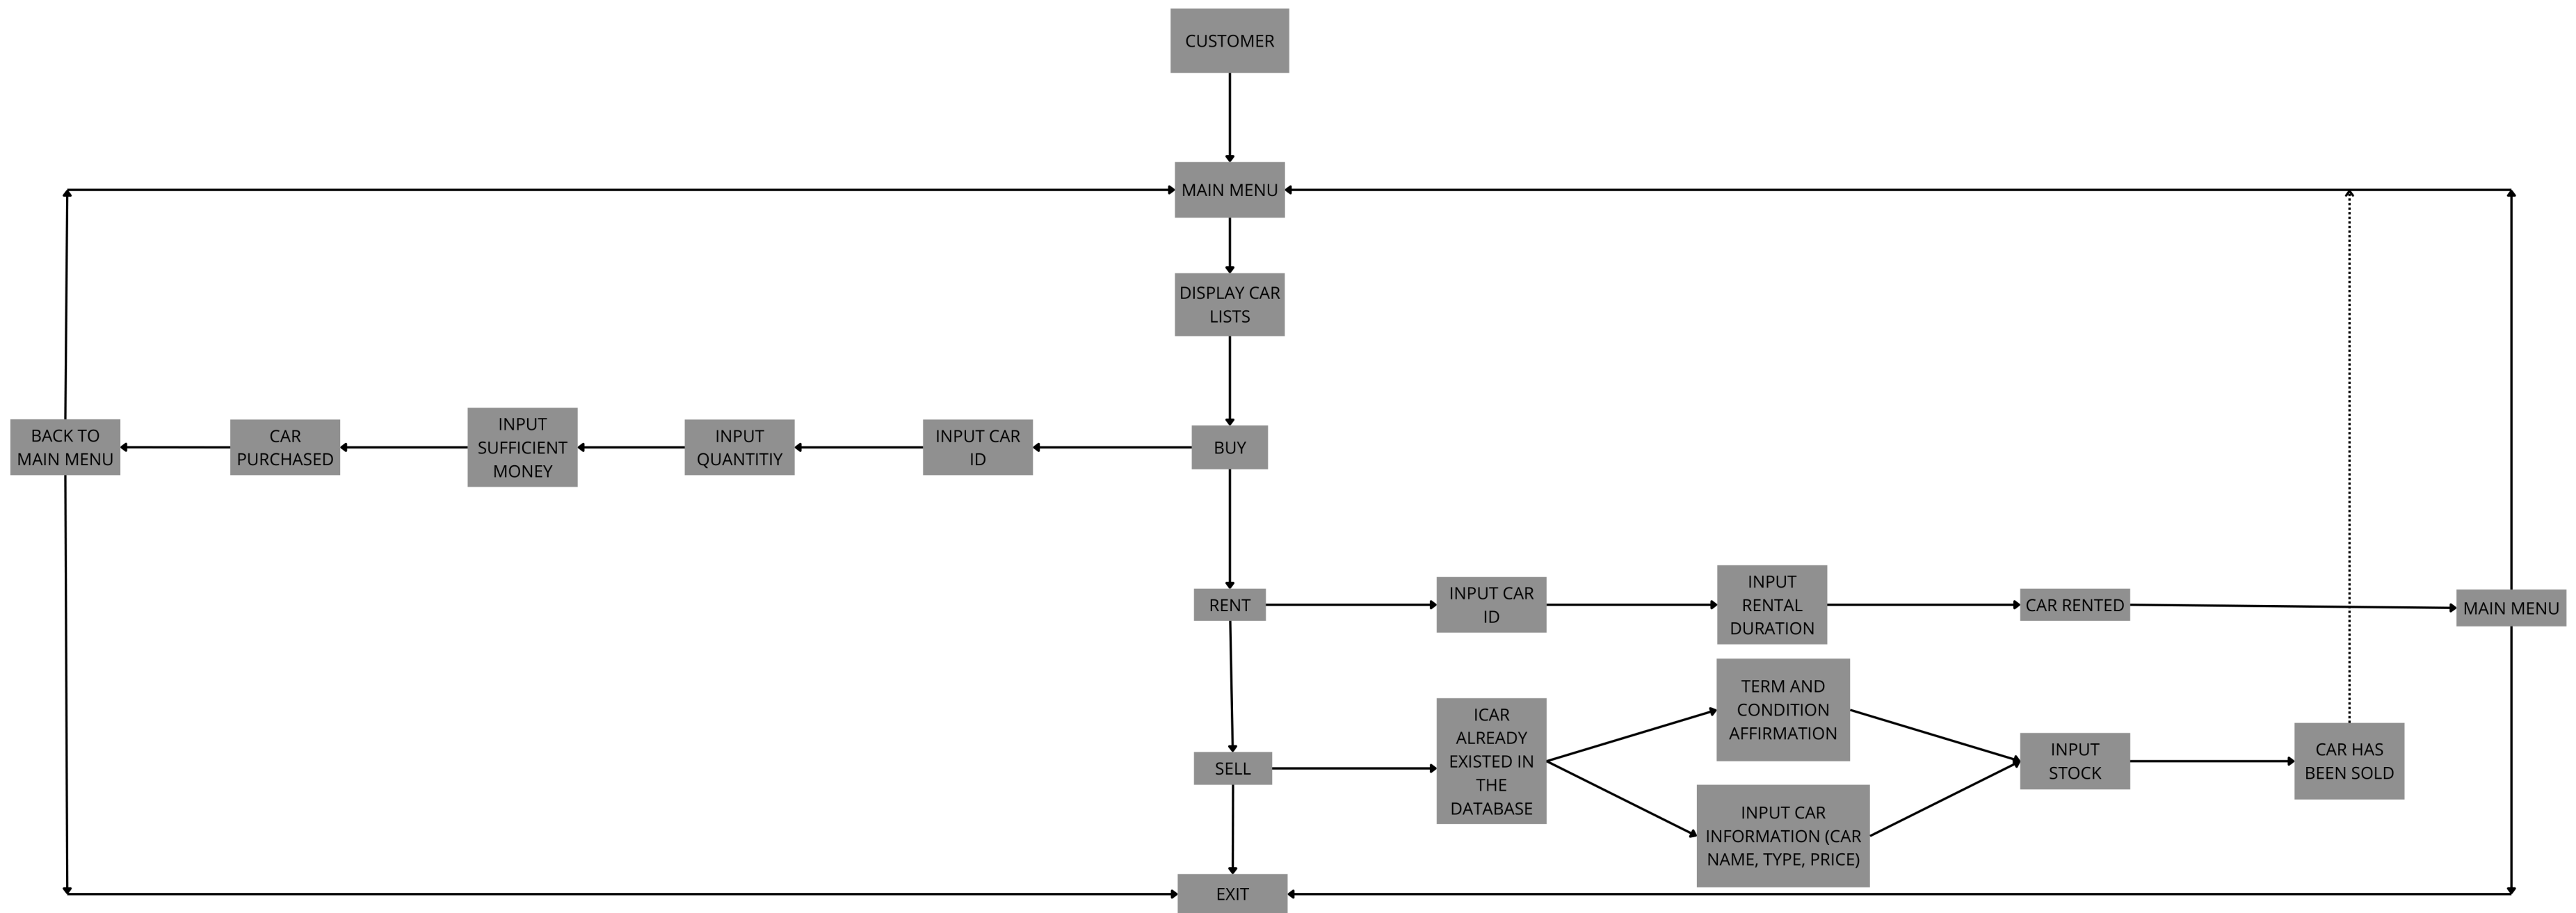 CUSTOMER
MAIN MENU
DISPLAY CAR
LISTS
BACK TO
MAIN MENU
CAR
PURCHASED
INPUT
SUFFICIENT
MONEY
INPUT
QUANTITIY
INPUT CAR
ID
BUY
RENT
INPUT CAR
ID
INPUT
RENTAL
DURATION
CAR RENTED
MAIN MENU
SELL
ICAR
ALREADY
EXISTED IN
THE
DATABASE
TERM AND
CONDITION
AFFIRMATION
INPUT CAR
INFORMATION (CAR
NAME, TYPE, PRICE)
INPUT
STOCK
CAR HAS
BEEN SOLD
EXIT